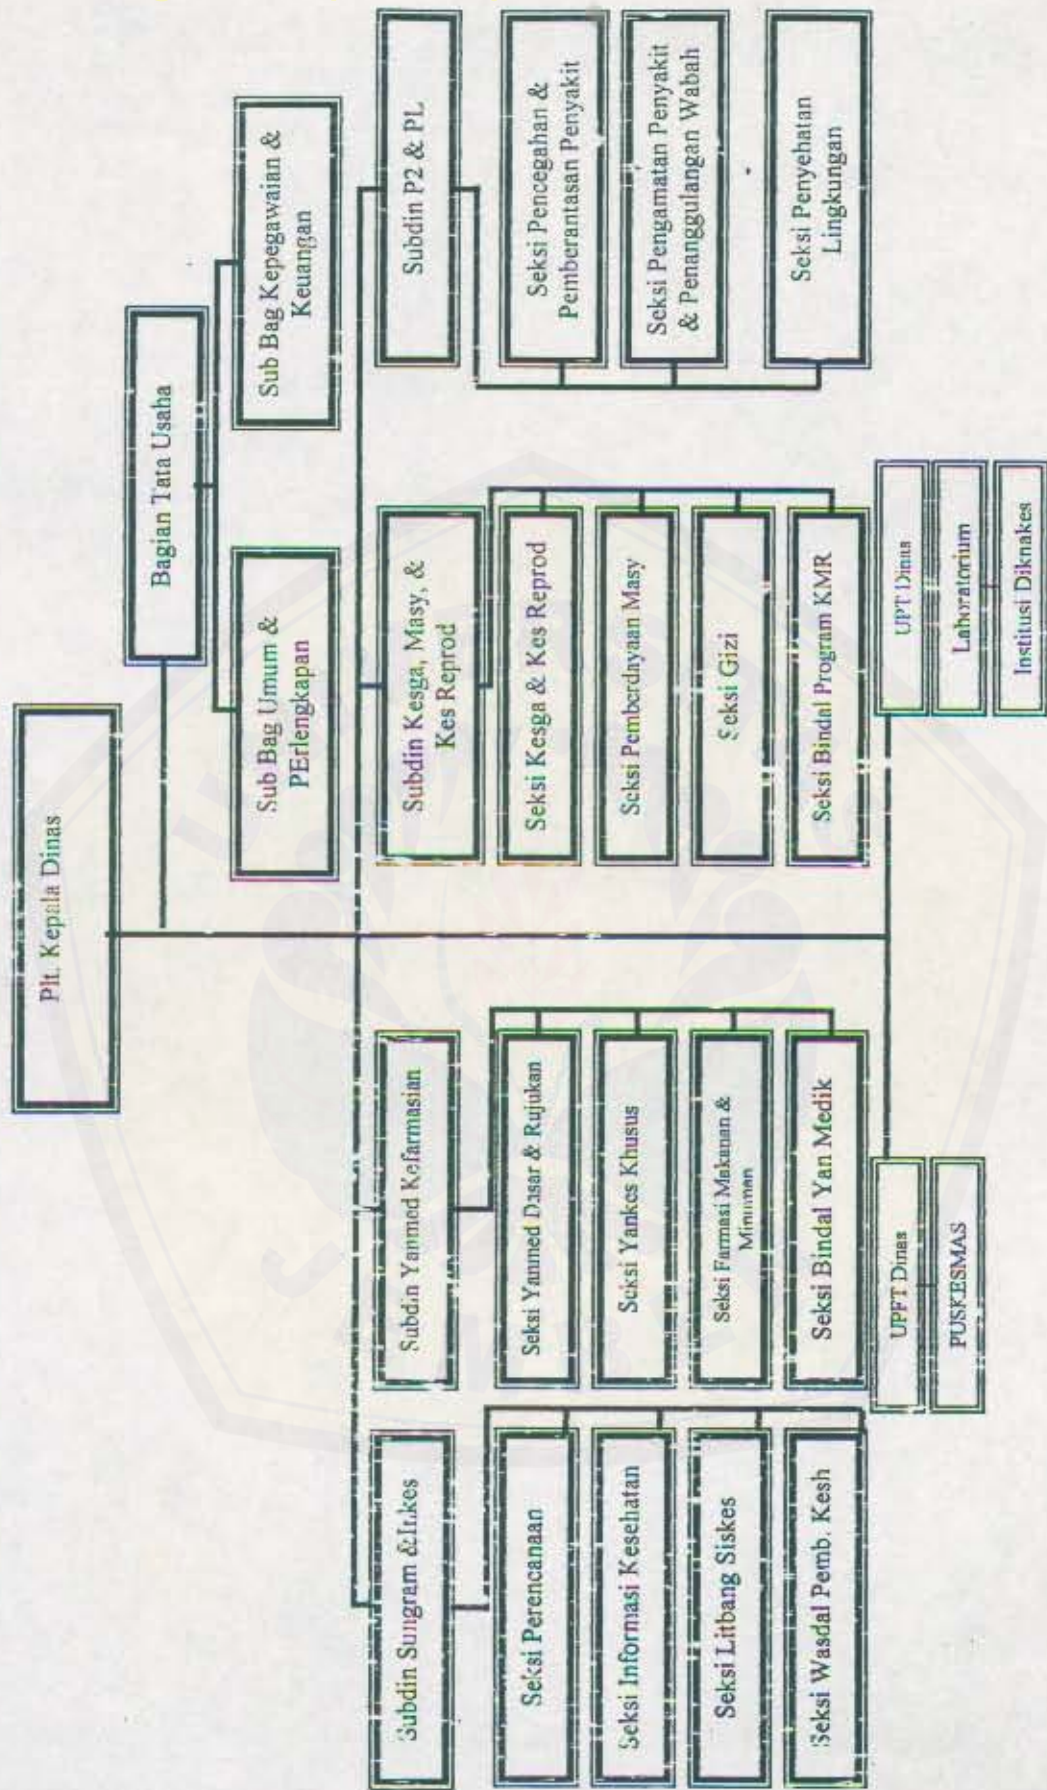 Plt. Kepala Dinas
Bagian Tata Usaha
Sub Bag Umum &
PErlengkapan
Sub Bag Kepegawaian &
Keuangan
Subdin Sungram & Itkes
Seksi Perencanaan
Seksi Informasi Kesehatan
Seksi Litbang Siskes
Seksi Wasdal Pemb. Kesh
Subdin Yanmed Kefarmasian
Seksi Yanmed Dasar & Rujukan
Seksi Yankes Khusus
Seksi Farmasi Makanan &
Minuman
Seksi Bindal Yan Medik
UPFT Dinas
PUSKESMAS
Subdin Kesga, Masy, &
Kes Reprod
Seksi Kesga & Kes Reprod
Seksi Pemberdayaan Masy
Seksi Gizi
Seksi Bindal Program KMR
UPT Dinas
Laboratorium
Institusi Diknakes
Subdin P2 & PL
Seksi Pencegahan &
Pemberantasan Penyakit
Seksi Pengamatan Penyakit
& Penanggulangan Wabah
Seksi Penyehatan
Lingkungan